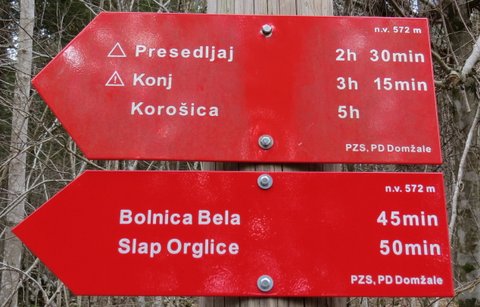 n.v. 572 m
Presedljaj 2h 30min
Konj 3h 15min
Korošica 5h
PZS, PD Domžale
n.v. 572 m
Bolnica Bela 45min
Slap Orglice 50min
PZS, PD Domžale